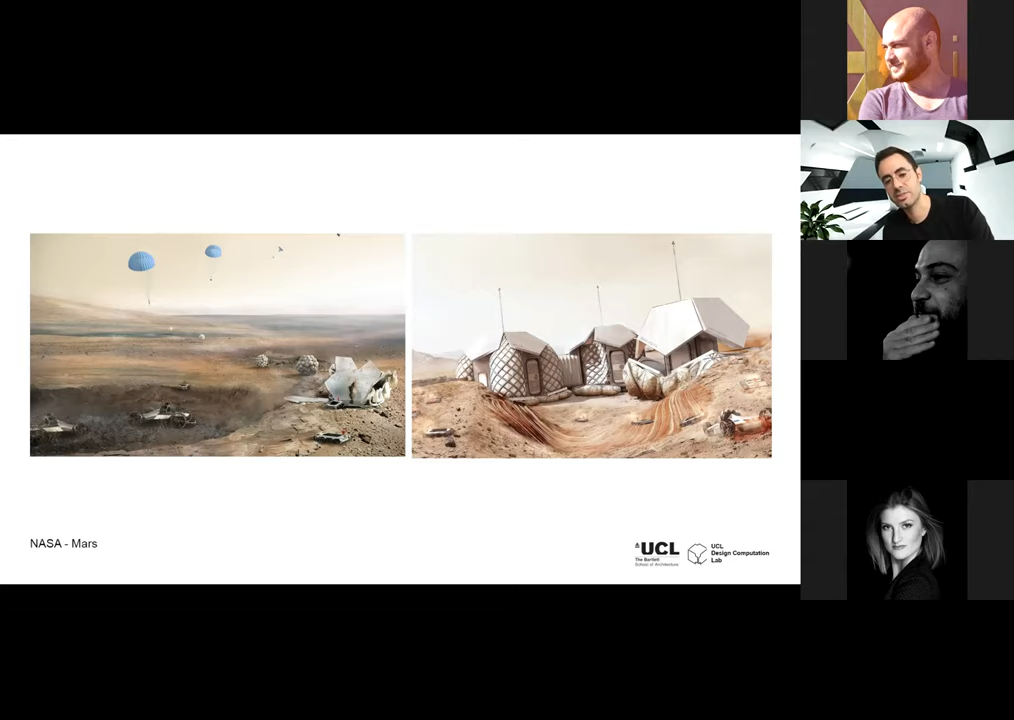 NASA - Mars
UCL
The Bartlett
School of Architecture
UCL
Design Computation
Lab